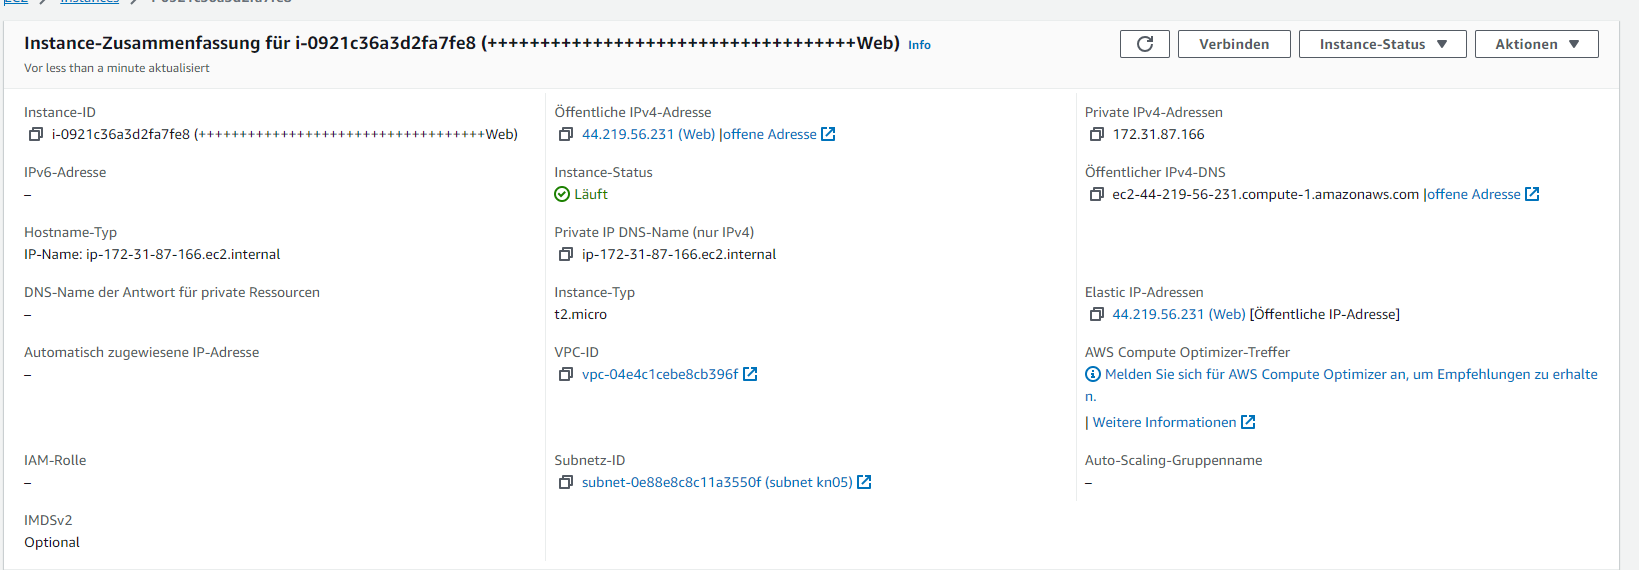 EC2 > Instances > i-0921c36a3d2fa7fe8
Instance-Zusammenfassung für i-0921c36a3d2fa7fe8 (+++++++++++++++++++++++++++++++++++Web) Info
Verbinden
Instance-Status
Aktionen
Vor less than a minute aktualisiert
Instance-ID
i-0921c36a3d2fa7fe8 (+++++++++++++++++++++++++++++++++++Web)
Öffentliche IPv4-Adresse
44.219.56.231 (Web) |offene Adresse
Private IPv4-Adressen
172.31.87.166
IPv6-Adresse
–
Instance-Status
Läuft
Öffentlicher IPv4-DNS
ec2-44-219-56-231.compute-1.amazonaws.com |offene Adresse
Hostname-Typ
IP-Name: ip-172-31-87-166.ec2.internal
Private IP DNS-Name (nur IPv4)
ip-172-31-87-166.ec2.internal
DNS-Name der Antwort für private Ressourcen
–
Instance-Typ
t2.micro
Elastic IP-Adressen
44.219.56.231 (Web) [Öffentliche IP-Adresse]
Automatisch zugewiesene IP-Adresse
–
VPC-ID
vpc-04e4c1cebe8cb396f
AWS Compute Optimizer-Treffer
Melden Sie sich für AWS Compute Optimizer an, um Empfehlungen zu erhalte
n.
| Weitere Informationen
IAM-Rolle
–
Subnetz-ID
subnet-0e88e8c8c11a3550f (subnet kn05)
Auto-Scaling-Gruppenname
–
IMDSv2
Optional